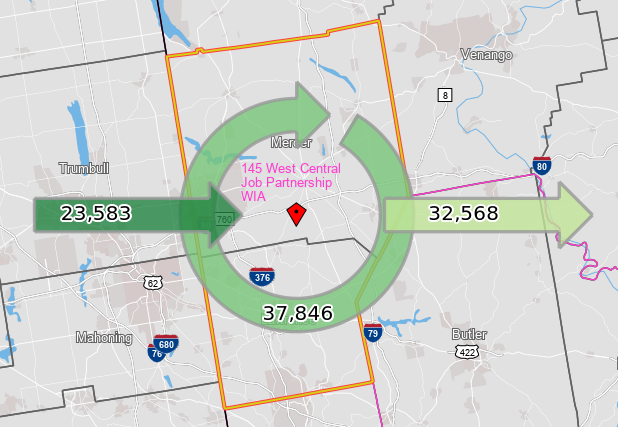 Venango
8
Mercer
Trumbull
145 West Central
Job Partnership
WIA
80
23,583
760
32,568
376
62
37,846
79
Mahoning
680
76
Butler
422